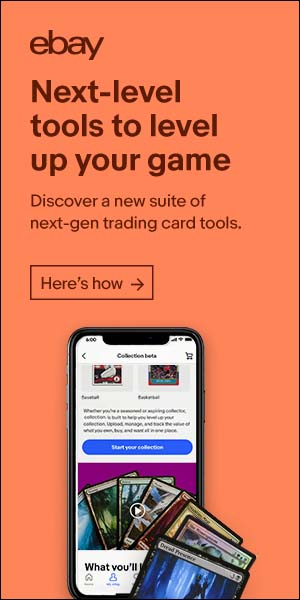 ebay
Next-level
tools to level
up your game
Discover a new suite of
next-gen trading card tools.
Here's how →
6:00
Collection beta
Baseball
Basketball
Whether you're a seasoned or aspiring collector,
collection is built to help you level up your
collection. Upload, manage, and track the value of
what you own, buy, and want all in one place.
Start your collection
What you'll
Home
My eBay
Dread Presence